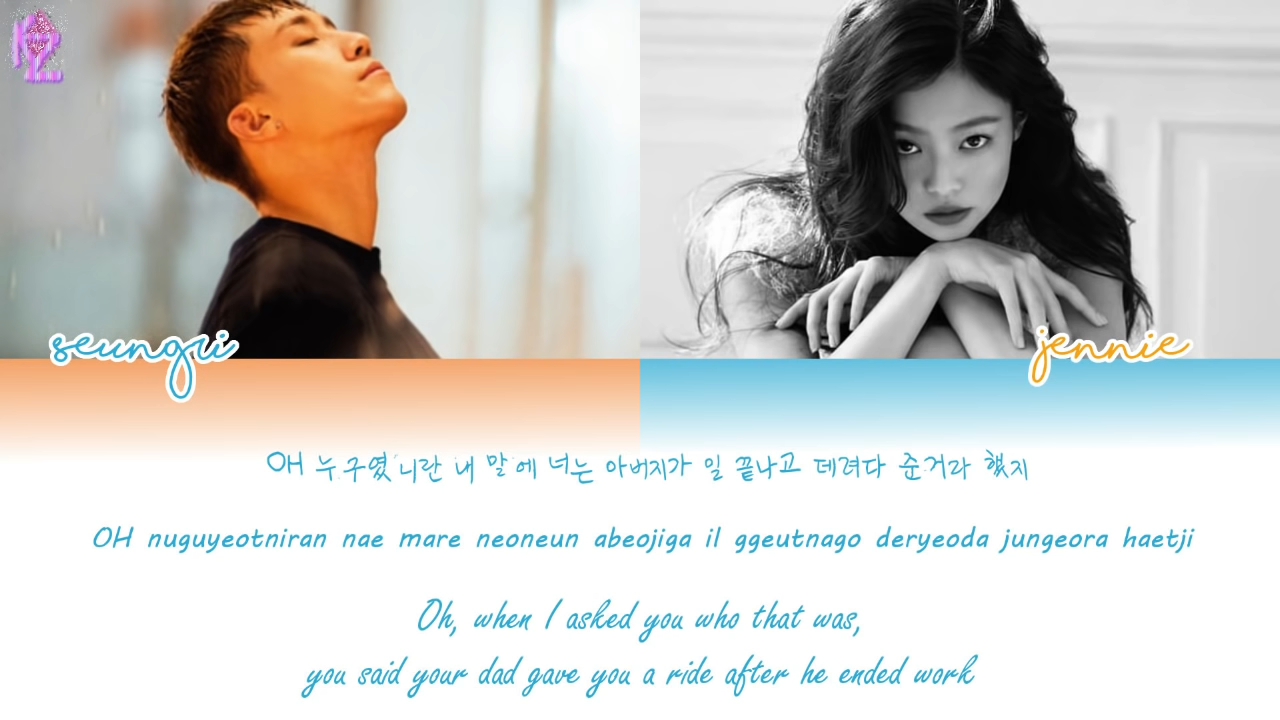 seungri
jennie
OH 누구였니란 내 말에 너는 아버지가 일 끝나고 데려다 준거라 했지
OH nuguyeotniran nae mare neoneun abeojiga il ggeutnago deryeoda jungeora haetji
Oh, when I asked you who that was,
you said your dad gave you a ride after he ended work